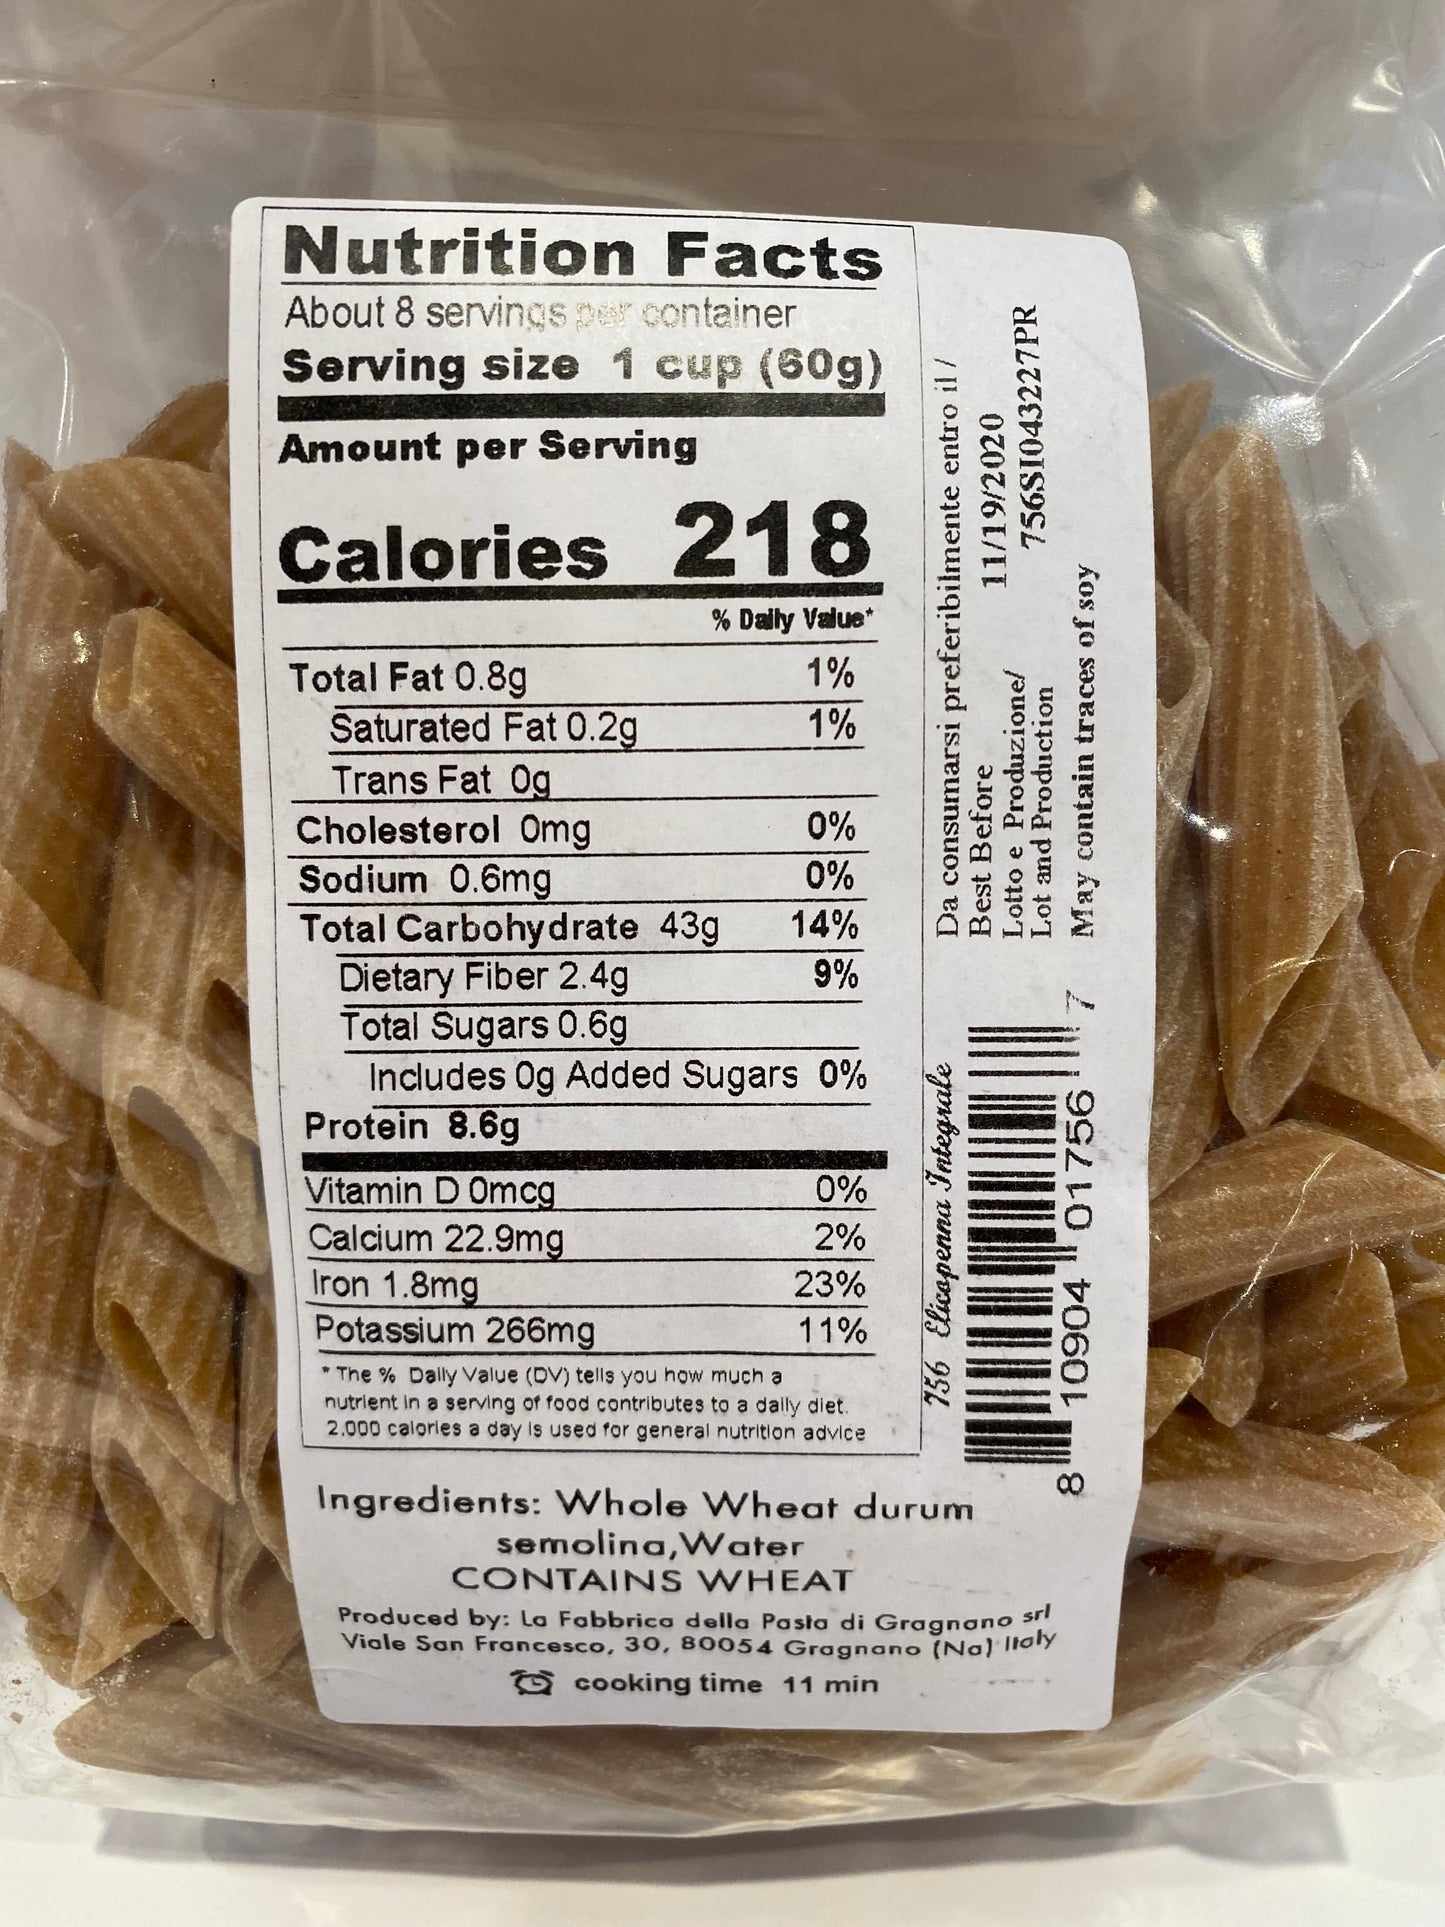 Nutrition Facts
About 8 servings per container
Serving size 1 cup (60g)
Amount per Serving
Calories 218
% Daily Value*
Total Fat 0.8g 1%
Saturated Fat 0.2g 1%
Trans Fat 0g
Cholesterol 0mg 0%
Sodium 0.6mg 0%
Total Carbohydrate 43g 14%
Dietary Fiber 2.4g 9%
Total Sugars 0.6g
Includes 0g Added Sugars 0%
Protein 8.6g
Vitamin D 0mcg 0%
Calcium 22.9mg 2%
Iron 1.8mg 23%
Potassium 266mg 11%
* The % Daily Value (DV) tells you how much a
nutrient in a serving of food contributes to a daily diet.
2,000 calories a day is used for general nutrition advice
Ingredients: Whole Wheat durum
semolina,Water
CONTAINS WHEAT
Produced by: La Fabbrica della Pasta di Gragnano srl
Viale San Francesco, 30, 80054 Gragnano (Na) Italy
cooking time 11 min
Da consumarsi preferibilmente entro il /
Best Before 11/19/2020
Lotto e Produzione/ 756SI043227PR
Lot and Production
May contain traces of soy
756 Elicopenna Integrale
8 10904 01756 7